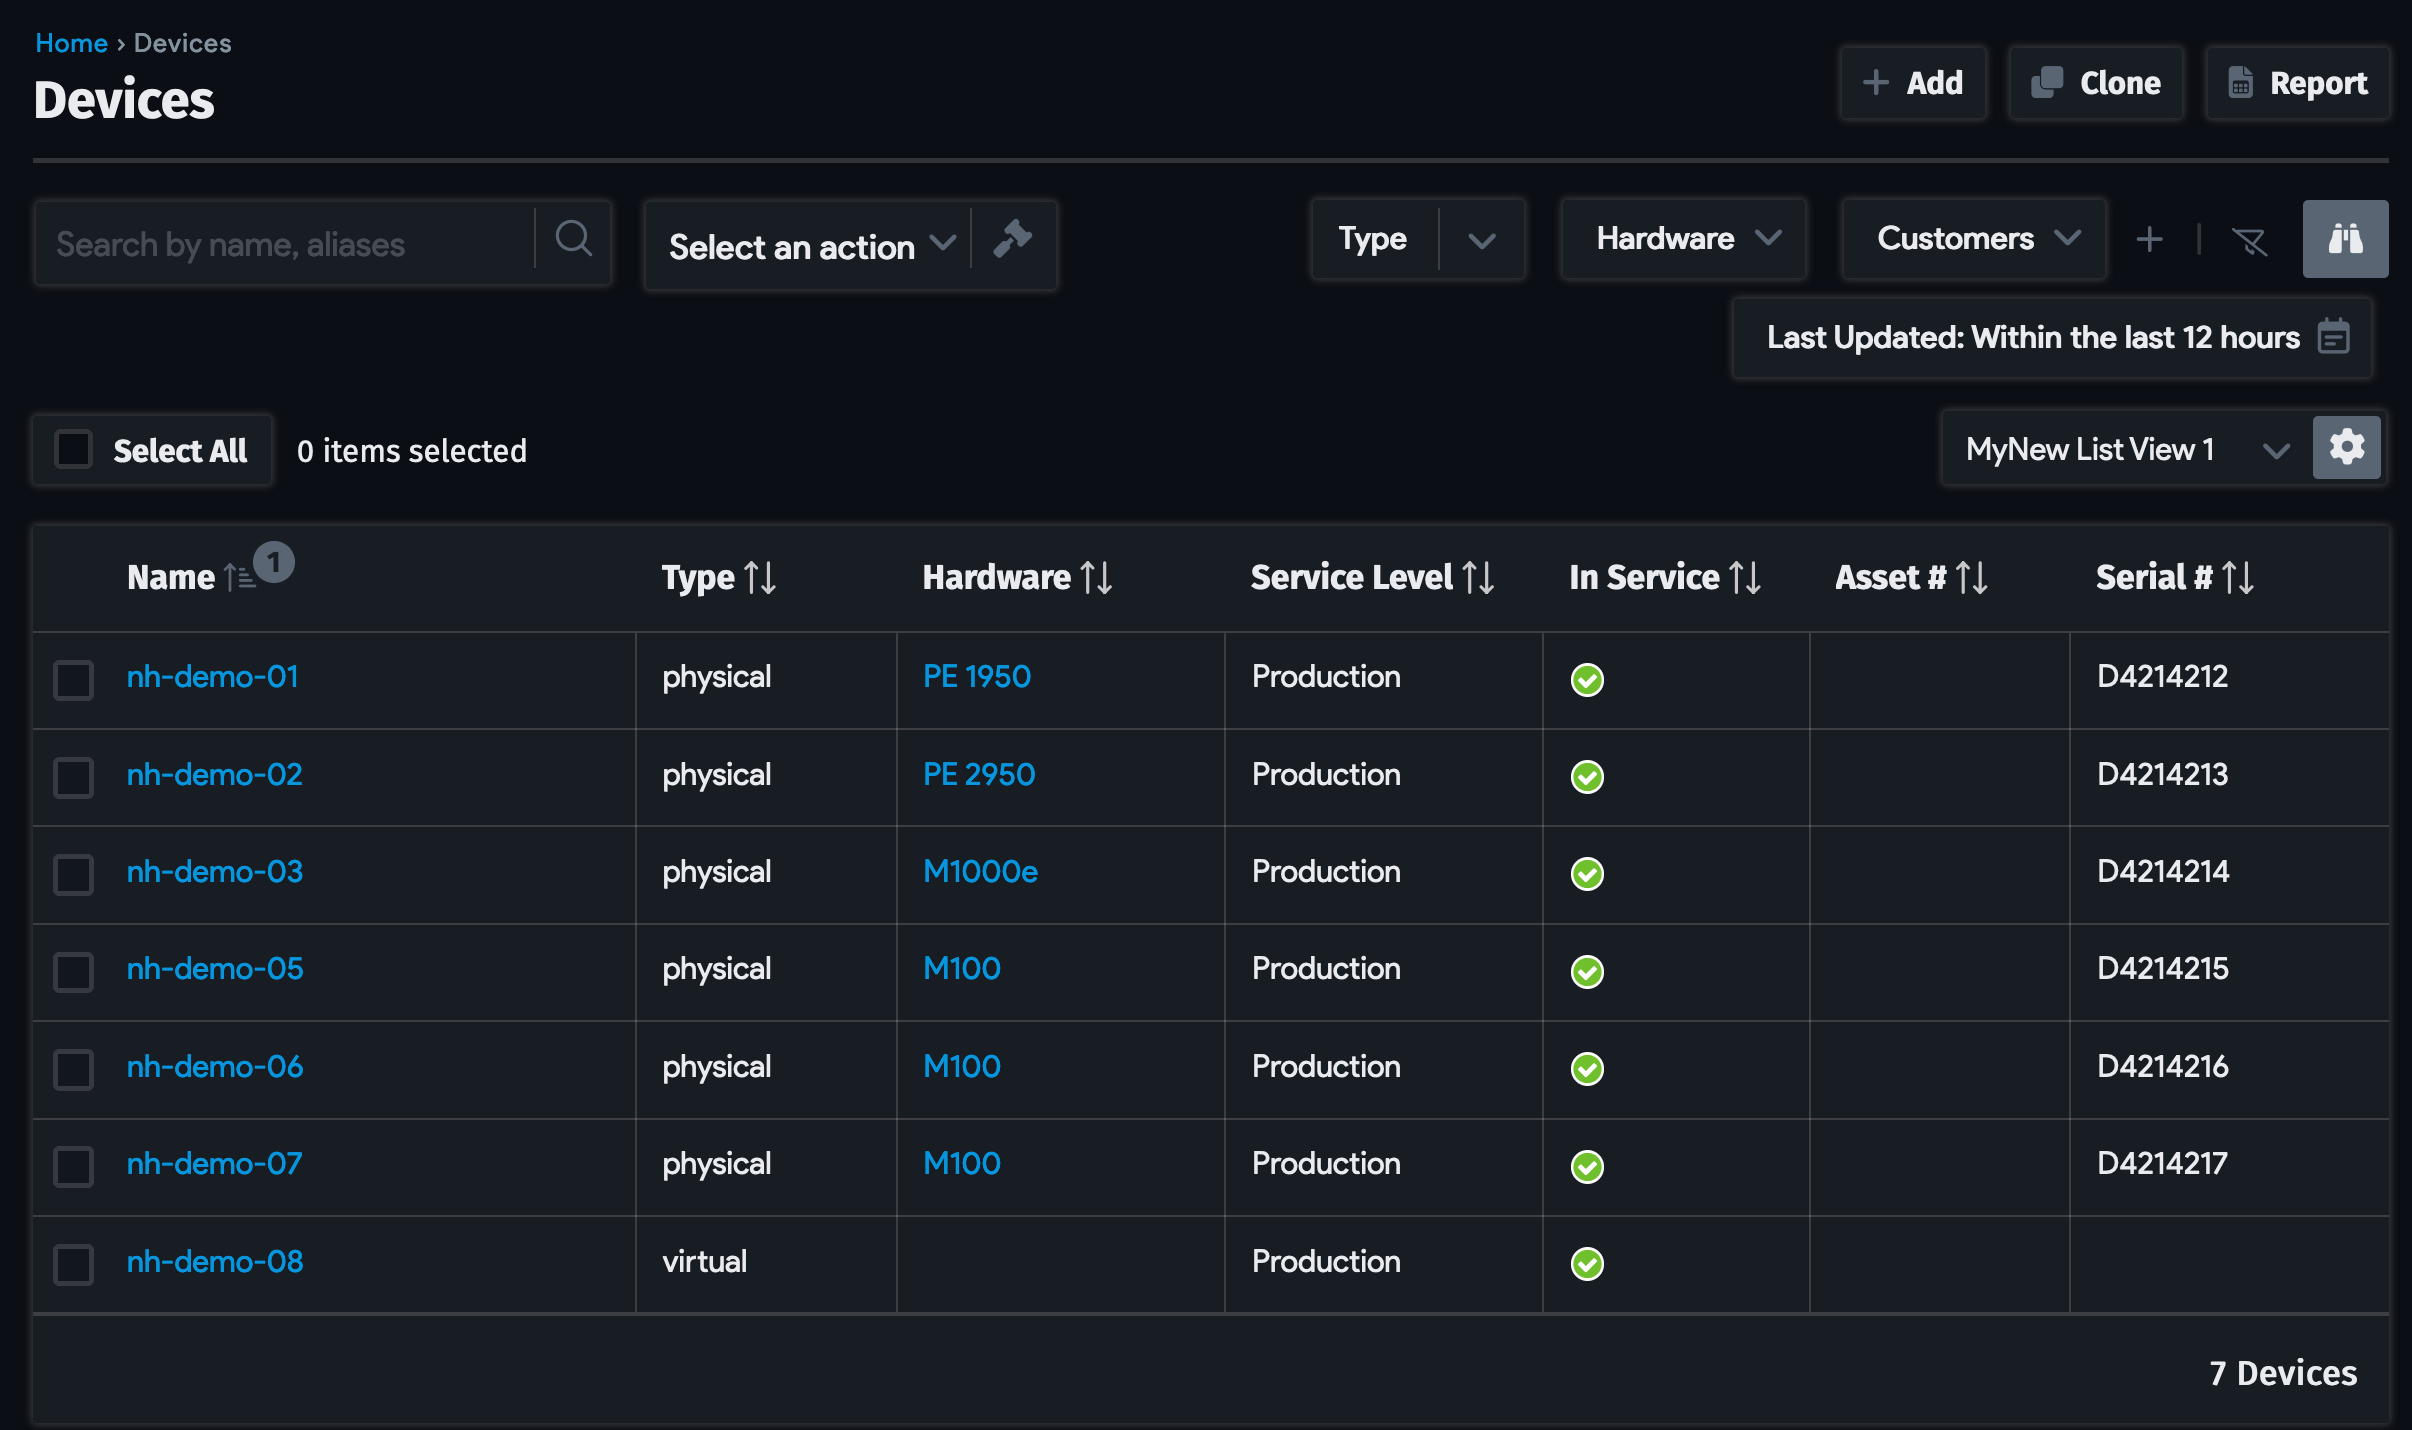 Home › Devices
Devices
Add
Clone
Report
Search by name, aliases
Select an action
Type
Hardware
Customers
Last Updated: Within the last 12 hours
Select All
0 items selected
MyNew List View 1
Name 1 Type Hardware Service Level In Service Asset # Serial #
nh-demo-01 physical PE 1950 Production D4214212
nh-demo-02 physical PE 2950 Production D4214213
nh-demo-03 physical M1000e Production D4214214
nh-demo-05 physical M100 Production D4214215
nh-demo-06 physical M100 Production D4214216
nh-demo-07 physical M100 Production D4214217
nh-demo-08 virtual Production
7 Devices